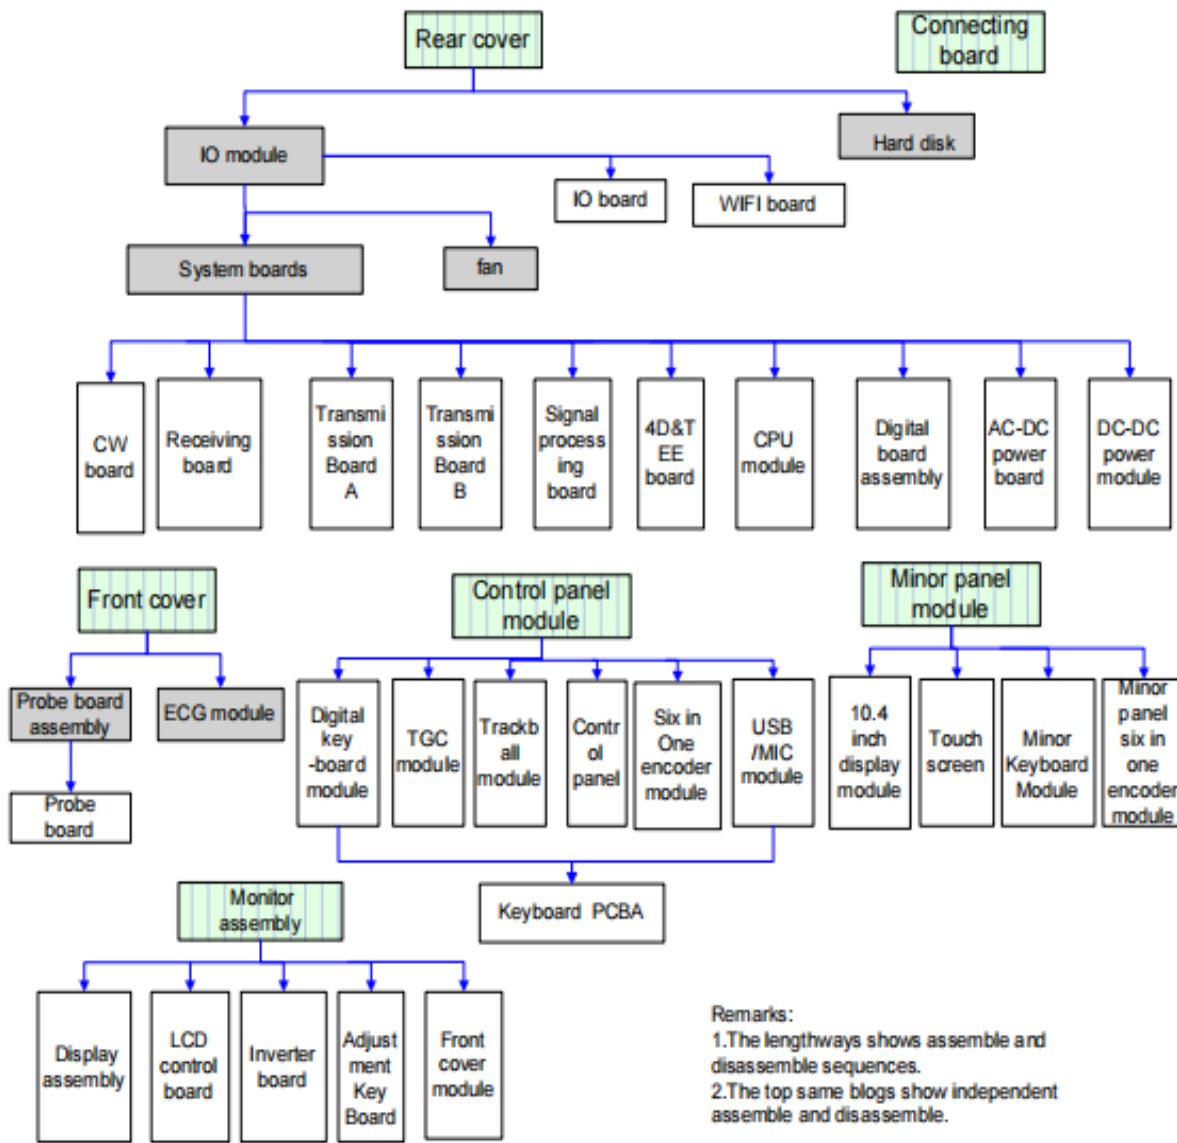 Rear cover
Connecting
board
IO module
Hard disk
IO board
WIFI board
System boards
fan
CW
board
Receiving
board
Transmi
ssion
Board
A
Transmi
ssion
Board
B
Signal
process
ing
board
4D&T
EE
board
CPU
module
Digital
board
assembly
AC-DC
power
board
DC-DC
power
module
Front cover
Control panel
module
Minor panel
module
Probe board
assembly
ECG module
Probe
board
Digital
key
-board
module
TGC
module
Trackb
all
module
Contr
ol
panel
Six in
One
encoder
module
USB
/MIC
module
10.4
inch
display
module
Touch
screen
Minor
Keyboard
Module
Minor
panel
six in
one
encoder
module
Keyboard PCBA
Monitor
assembly
Display
assembly
LCD
control
board
Inverter
board
Adjust
ment
Key
Board
Front
cover
module
Remarks:
1.The lengthways shows assemble and
disassemble sequences.
2.The top same blogs show independent
assemble and disassemble.